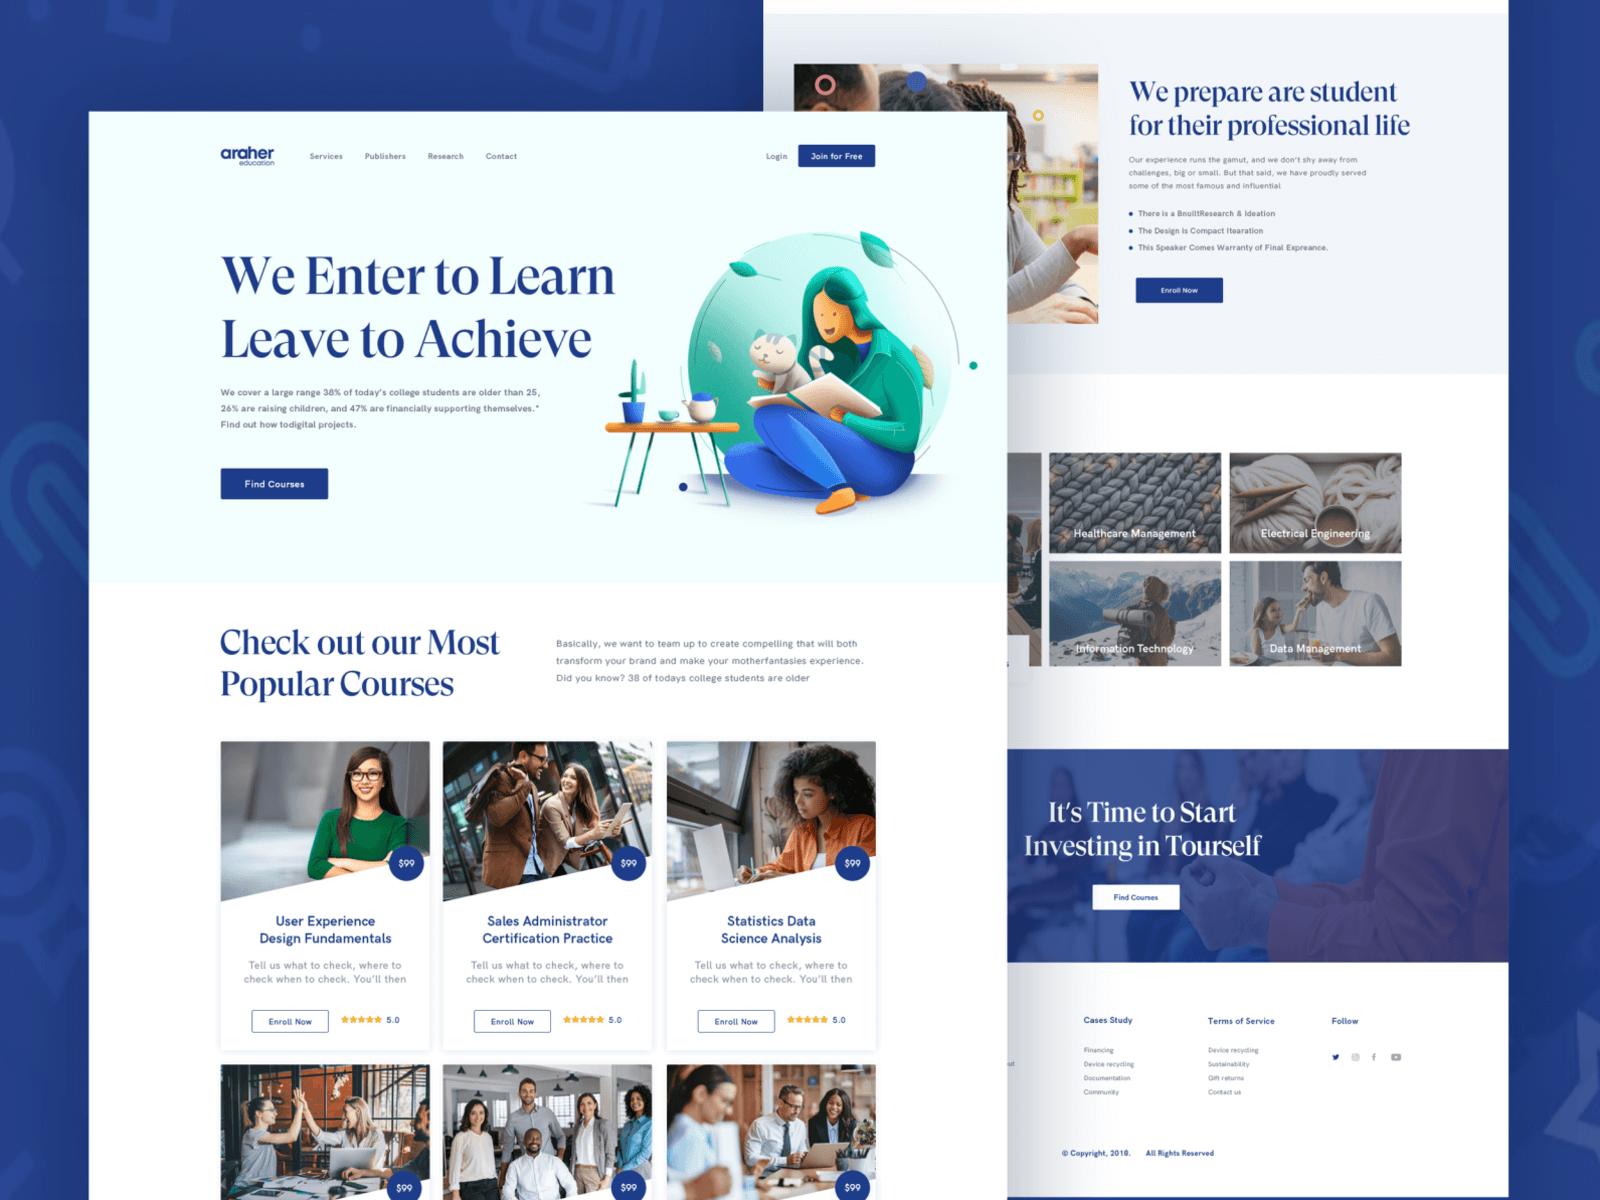 araher
education
Services
Publishers
Research
Contact
Login
Join for Free
We Enter to Learn
Leave to Achieve
We cover a large range 38% of today's college students are older than 25,
26% are raising children, and 47% are financially supporting themselves.*
Find out how todigital projects.
Find Courses
Check out our Most
Popular Courses
Basically, we want to team up to create compelling that will both
transform your brand and make your motherfantasies experience.
Did you know? 38 of todays college students are older
$99
$99
$99
User Experience
Design Fundamentals
Tell us what to check, where to
check when to check. You'll then
Enroll Now
5.0
Sales Administrator
Certification Practice
Tell us what to check, where to
check when to check. You'll then
Enroll Now
5.0
Statistics Data
Science Analysis
Tell us what to check, where to
check when to check. You'll then
Enroll Now
5.0
$99
$99
$99
We prepare are student
for their professional life
Our experience runs the gamut, and we don't shy away from
challenges, big or small. But that said, we have proudly served
some of the most famous and influential
There is a BnuiltResearch & Ideation
The Design is Compact Itearation
This Speaker Comes Warranty of Final Expreance.
Enroll Now
Healthcare Management
Electrical Engineering
Information Technology
Data Management
It's Time to Start
Investing in Tourself
Find Courses
Cases Study
Financing
Device recycling
Documentation
Community
Terms of Service
Device recycling
Sustainability
Gift returns
Contact us
Follow
© Copyright, 2018.
All Rights Reserved